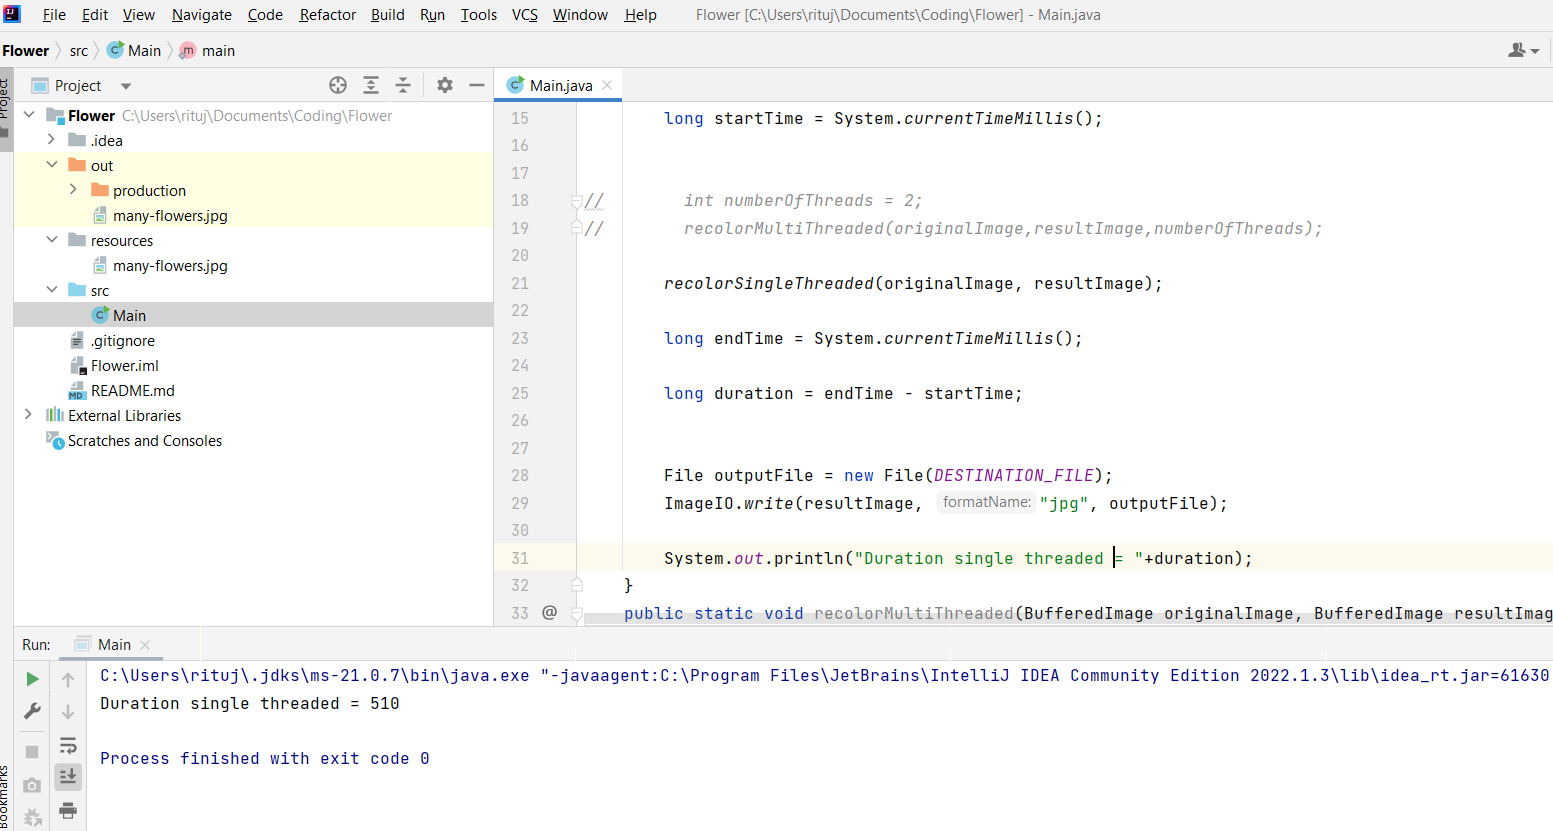 File Edit View Navigate Code Refactor Build Run Tools VCS Window Help Flower [C:\Users\rituj\Documents\Coding\Flower] - Main.java
Flower src Main main
Project
Project
Main.java
Flower C:\Users\rituj\Documents\Coding\Flower
.idea
out
production
many-flowers.jpg
resources
many-flowers.jpg
src
Main
.gitignore
Flower.iml
README.md
External Libraries
Scratches and Consoles
15 long startTime = System.currentTimeMillis();
16
17
18 // int numberOfThreads = 2;
19 // recolorMultiThreaded(originalImage,resultImage,numberOfThreads);
20
21 recolorSingleThreaded(originalImage, resultImage);
22
23 long endTime = System.currentTimeMillis();
24
25 long duration = endTime - startTime;
26
27
28 File outputFile = new File(DESTINATION_FILE);
29 ImageIO.write(resultImage, formatName: "jpg", outputFile);
30
31 System.out.println("Duration single threaded = "+duration);
32 }
33 @ public static void recolorMultiThreaded(BufferedImage originalImage, BufferedImage resultImag
Run: Main
C:\Users\rituj\.jdks\ms-21.0.7\bin\java.exe "-javaagent:C:\Program Files\JetBrains\IntelliJ IDEA Community Edition 2022.1.3\lib\idea_rt.jar=61630
Duration single threaded = 510
Process finished with exit code 0
Bookmarks